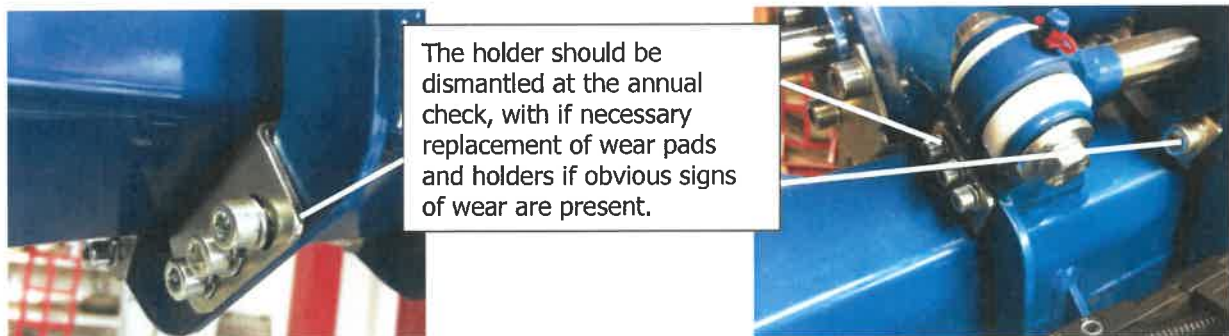 The holder should be
dismantled at the annual
check, with if necessary
replacement of wear pads
and holders if obvious signs
of wear are present.